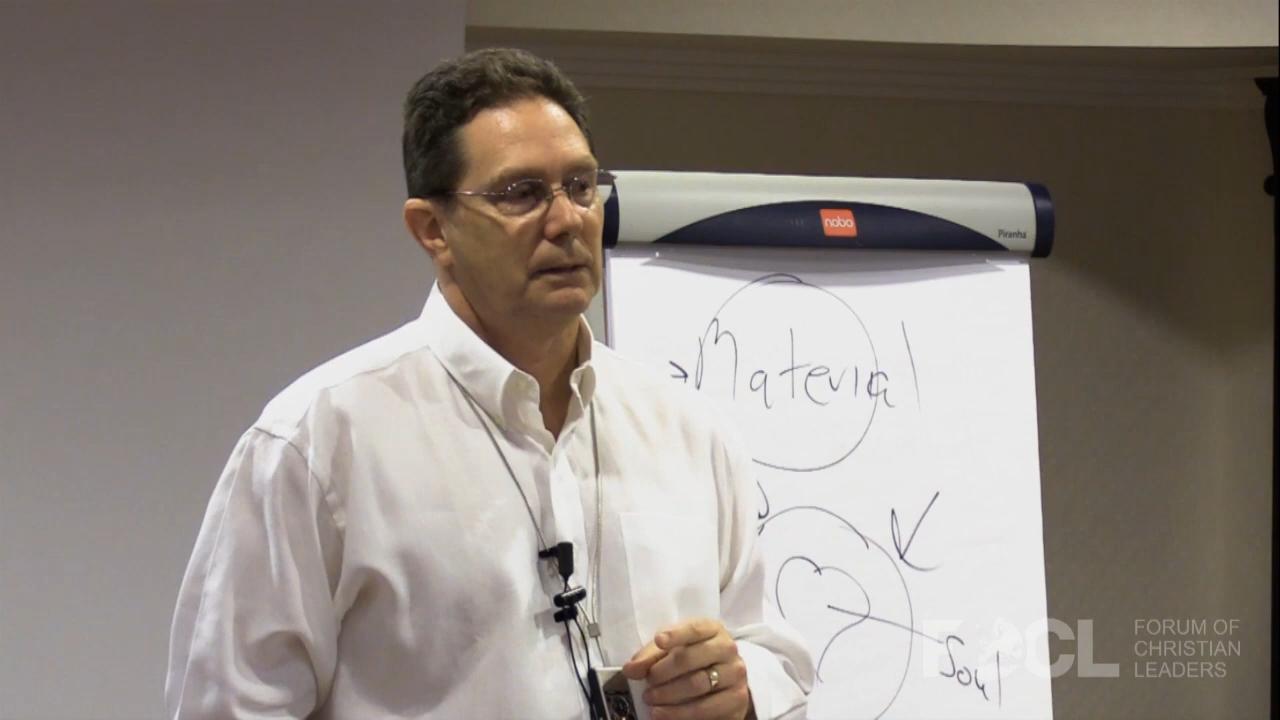 nobo
Piranha
Material
Soul
FOCL
FORUM OF
CHRISTIAN
LEADERS